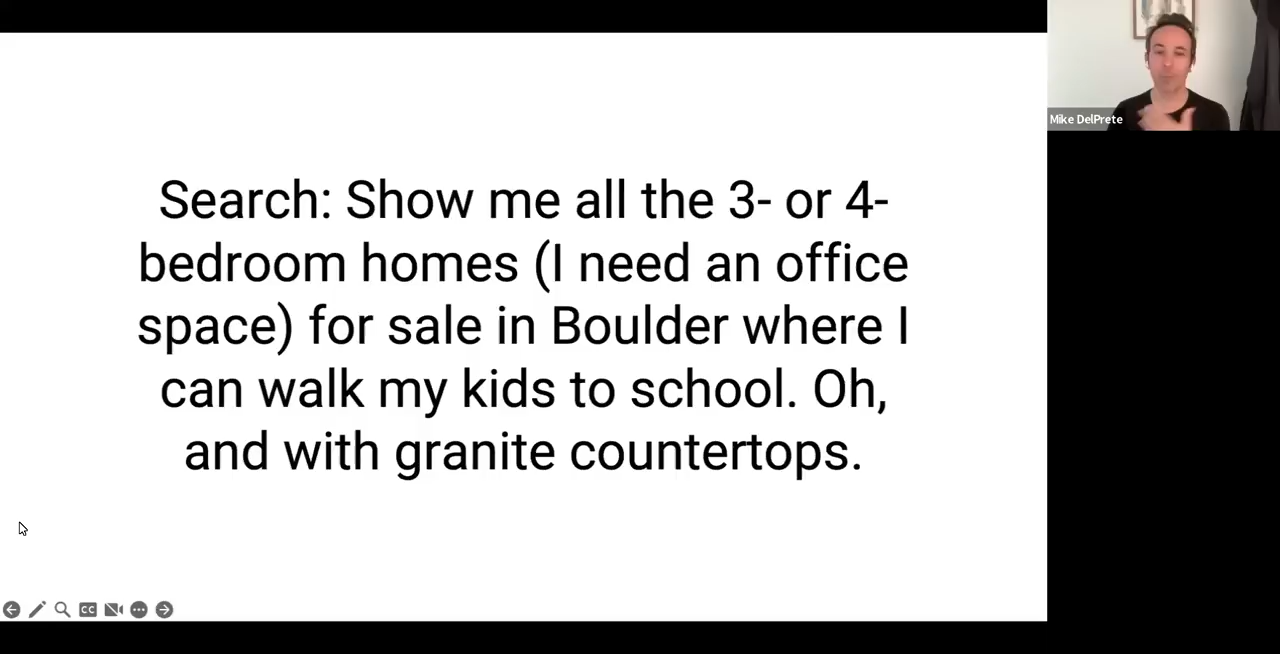 Search: Show me all the 3- or 4-
bedroom homes (I need an office
space) for sale in Boulder where I
can walk my kids to school. Oh,
and with granite countertops.
Mike DelPrete
CC